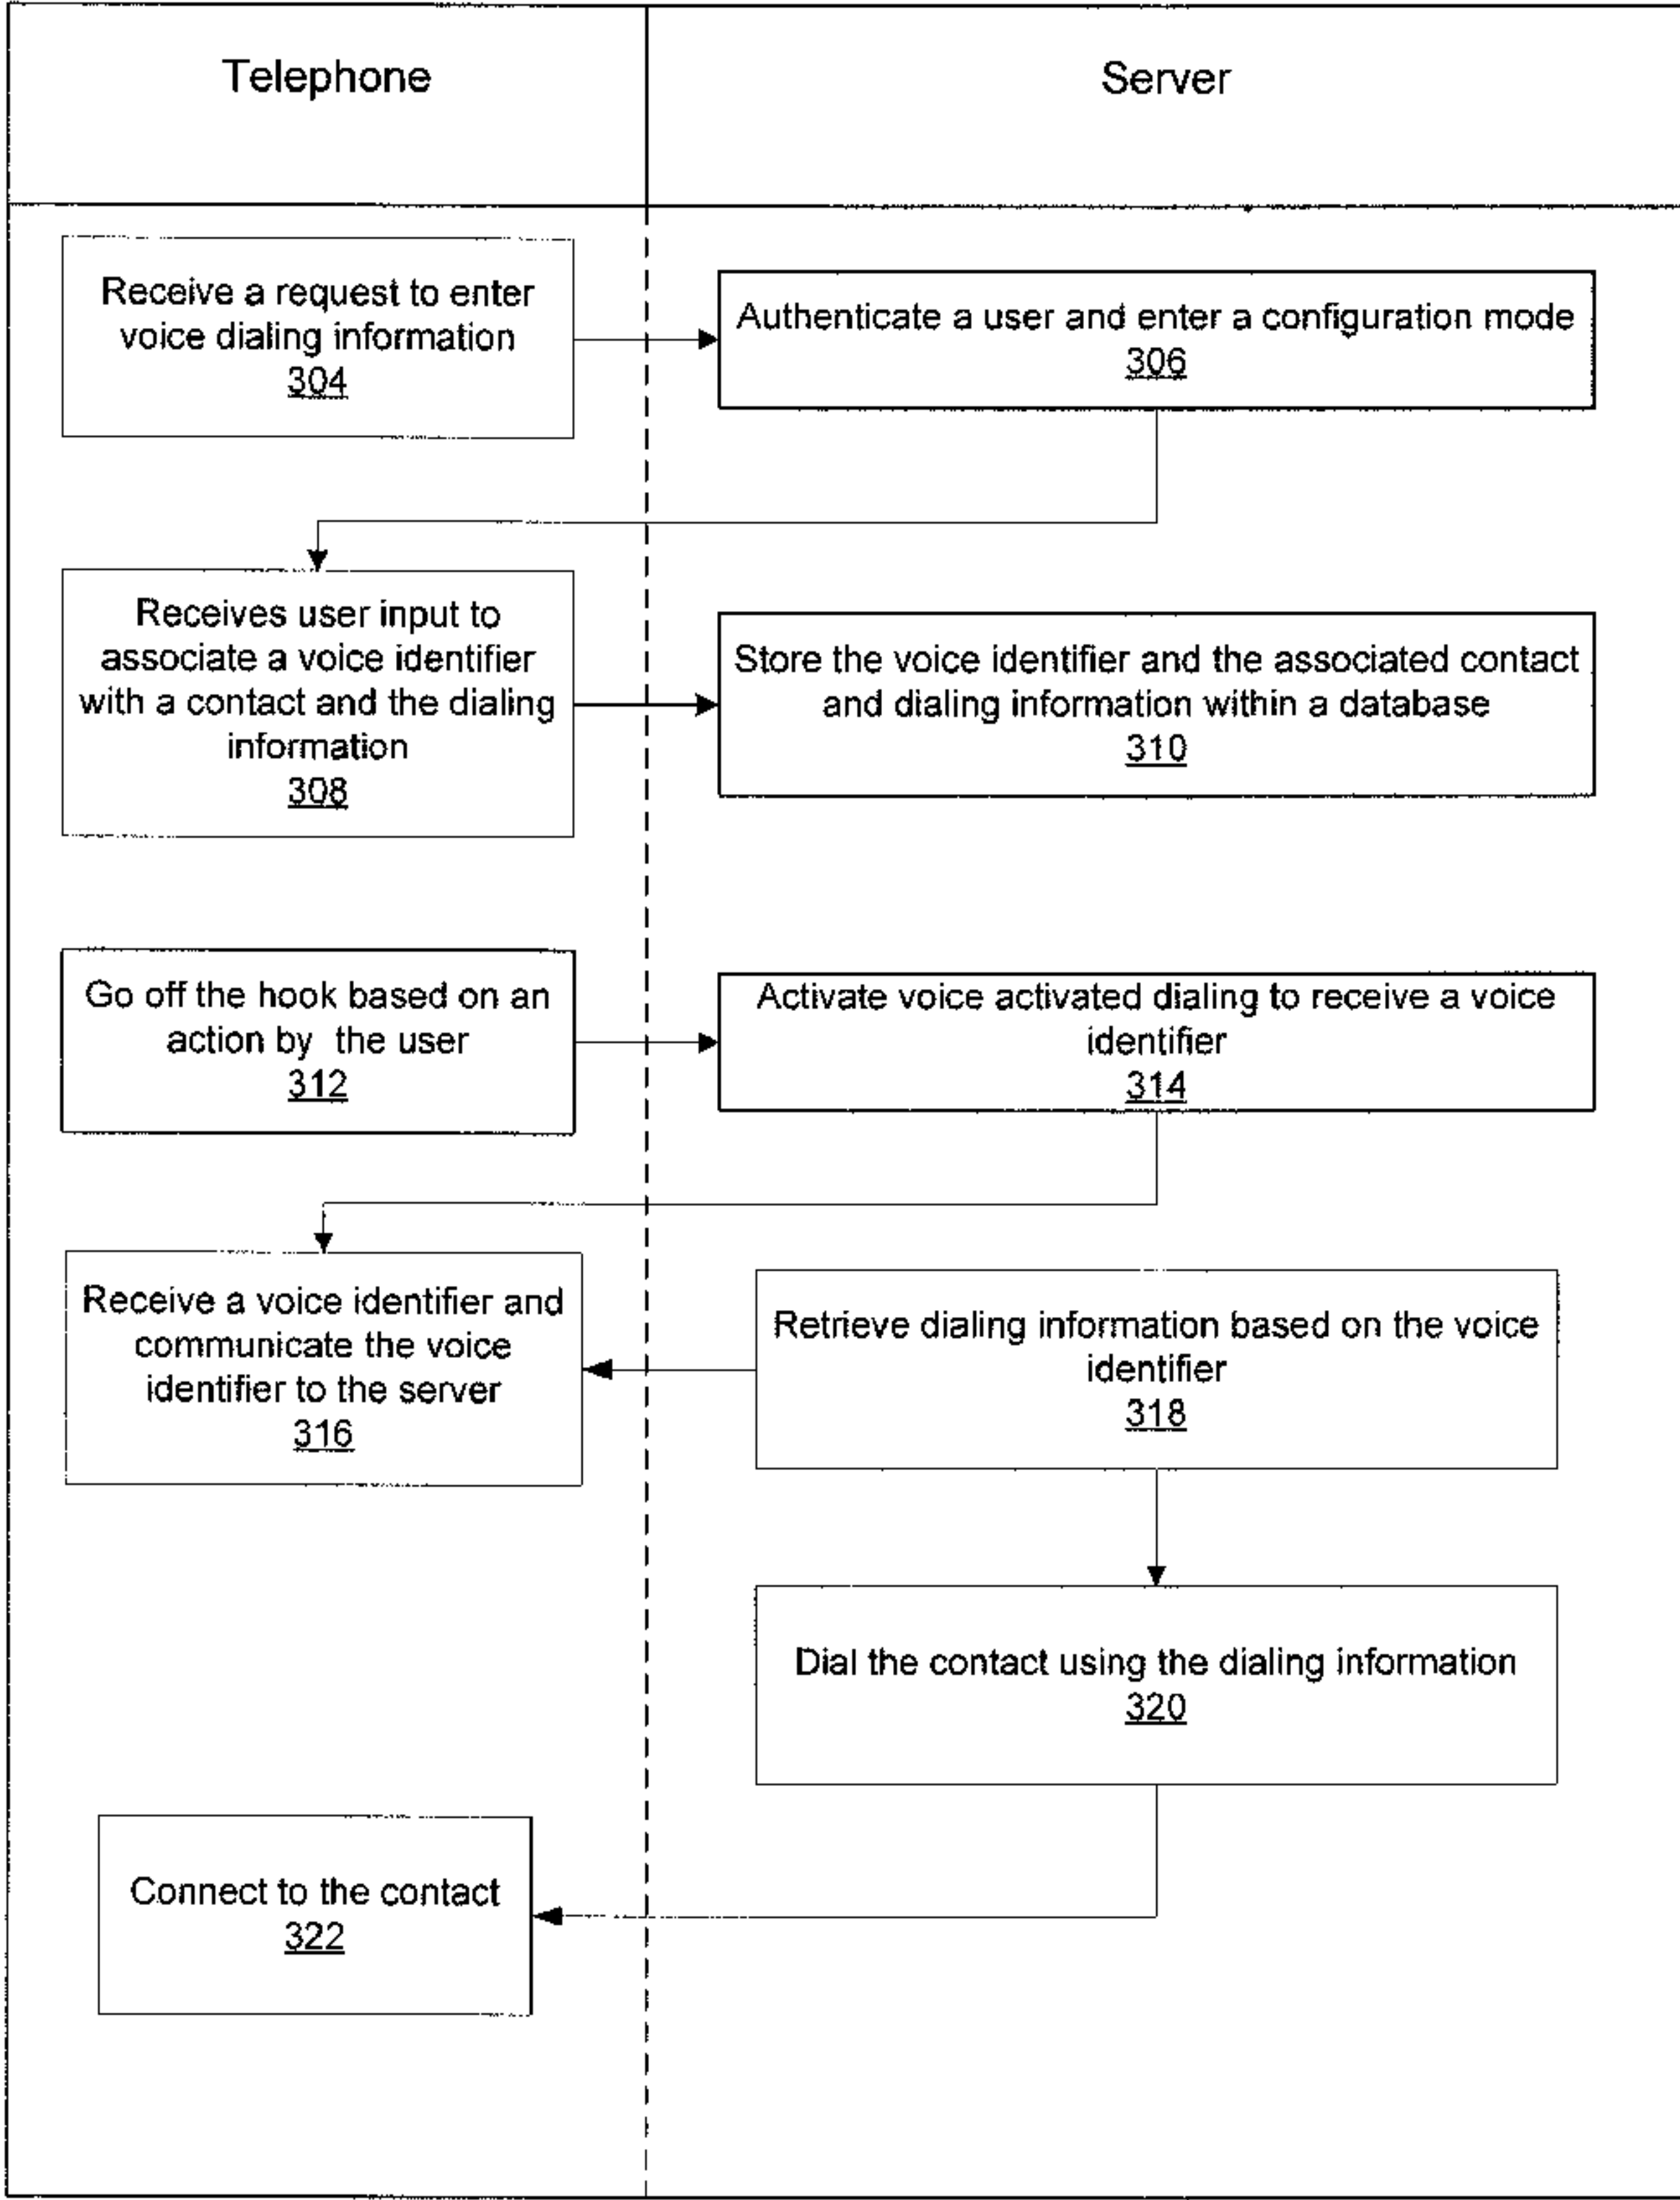 Telephone
Server
Receive a request to enter
voice dialing information
304
Authenticate a user and enter a configuration mode
306
Receives user input to
associate a voice identifier
with a contact and the dialing
information
308
Store the voice identifier and the associated contact
and dialing information within a database
310
Go off the hook based on an
action by the user
312
Activate voice activated dialing to receive a voice
identifier
314
Receive a voice identifier and
communicate the voice
identifier to the server
316
Retrieve dialing information based on the voice
identifier
318
Dial the contact using the dialing information
320
Connect to the contact
322